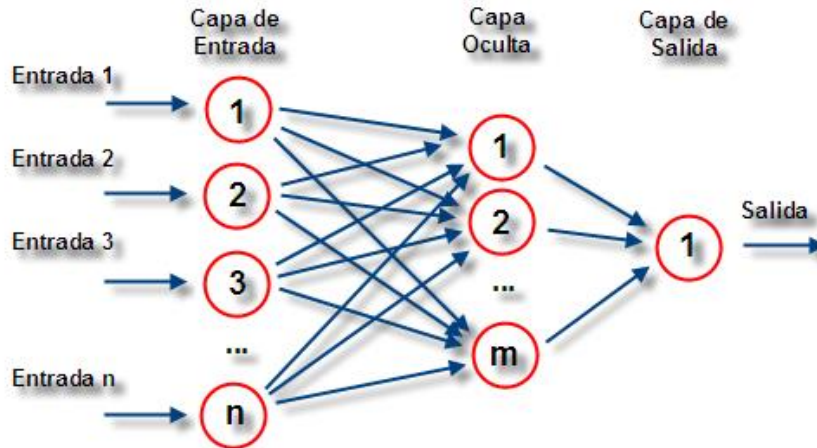 Capa de
Entrada
Capa
Oculta
Capa de
Salida
Entrada 1
1
Entrada 2
2
Entrada 3
3
...
Entrada n
n
1
2
...
m
1
Salida